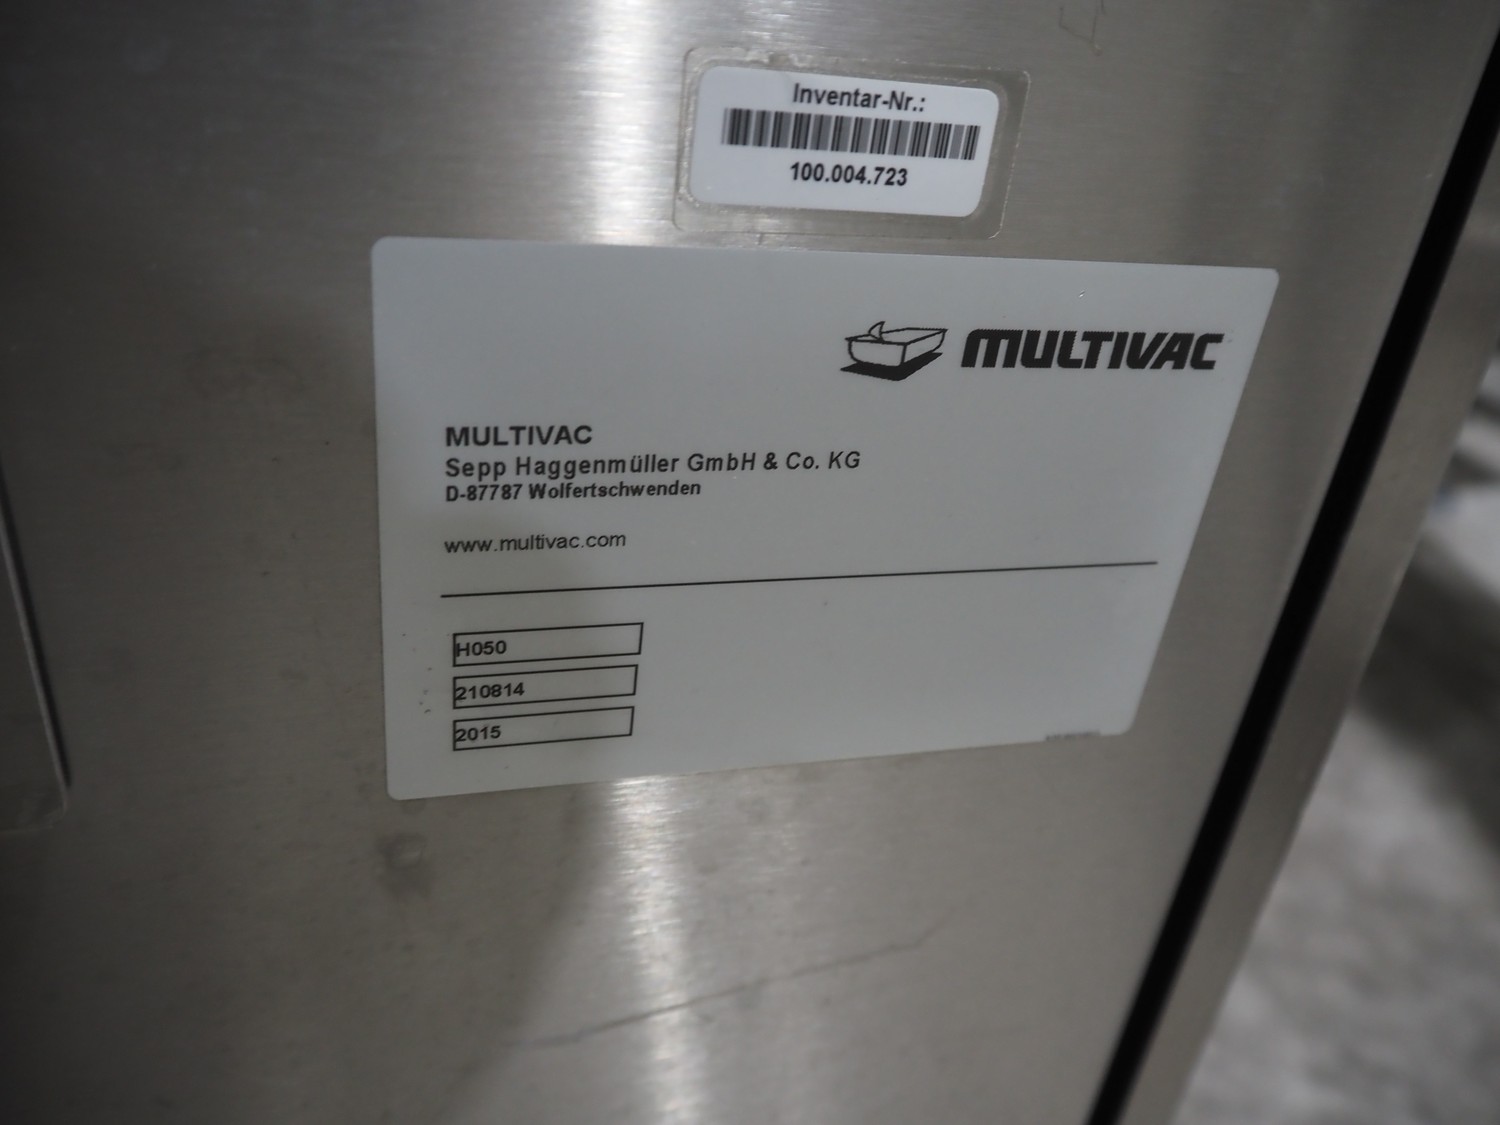 Inventar-Nr.:
100.004.723
MULTIVAC
MULTIVAC
Sepp Haggenmüller GmbH & Co. KG
D-87787 Wolfertschwenden
www.multivac.com
H050
210814
2015